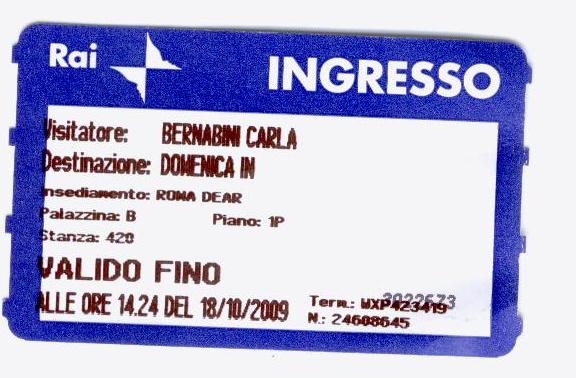 Rai
INGRESSO
Visitatore: BERNABINI CARLA
Destinazione: DOMENICA IN
Insediamento: ROMA DEAR
Palazzina: B Piano: 1P
Stanza: 420
VALIDO FINO
ALLE ORE 14.24 DEL 18/10/2009
Term.: WXP423419
N.: 24608645